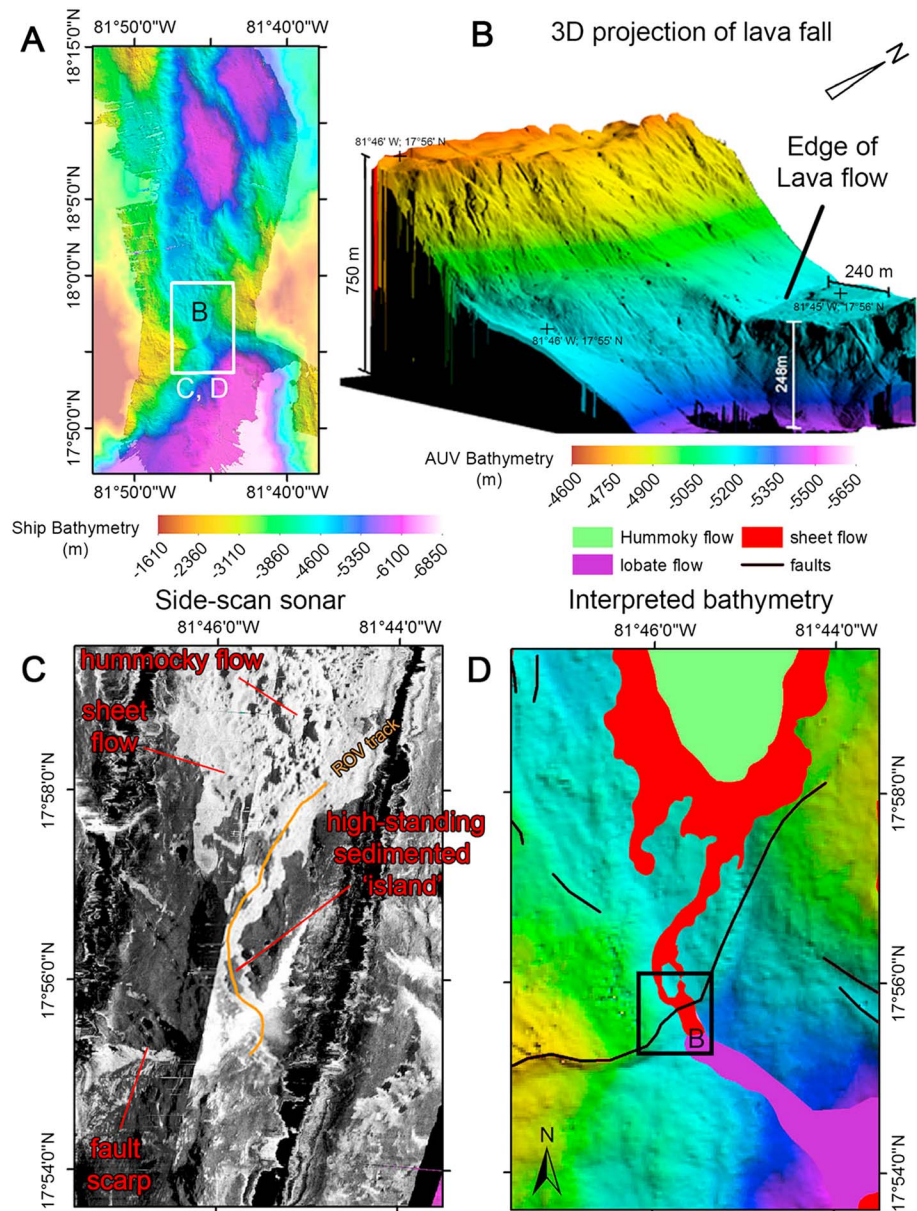 A
81°50'0"W 81°40'0"W
18°15'0"N
18°5'0"N
18°0'0"N
17°50'0"N
B
C, D
81°50'0"W 81°40'0"W
Ship Bathymetry
(m)
-1610
-2360
-3110
-3860
-4600
-5350
-6100
-6850
B 3D projection of lava fall
N
81°46' W; 17°56' N
Edge of
Lava flow
750 m
240 m
81°45' W; 17°56' N
81°46' W; 17°55' N
248m
AUV Bathymetry
(m)
-4600
-4750
-4900
-5050
-5200
-5350
-5500
-5650
Hummoky flow
sheet flow
lobate flow
faults
Side-scan sonar
81°46'0"W 81°44'0"W
C
hummocky flow
sheet
flow
ROV track
high-standing
sedimented
'island'
fault
scarp
17°58'0"N
17°56'0"N
17°54'0"N
Interpreted bathymetry
81°46'0"W 81°44'0"W
D
B
N
17°58'0"N
17°56'0"N
17°54'0"N